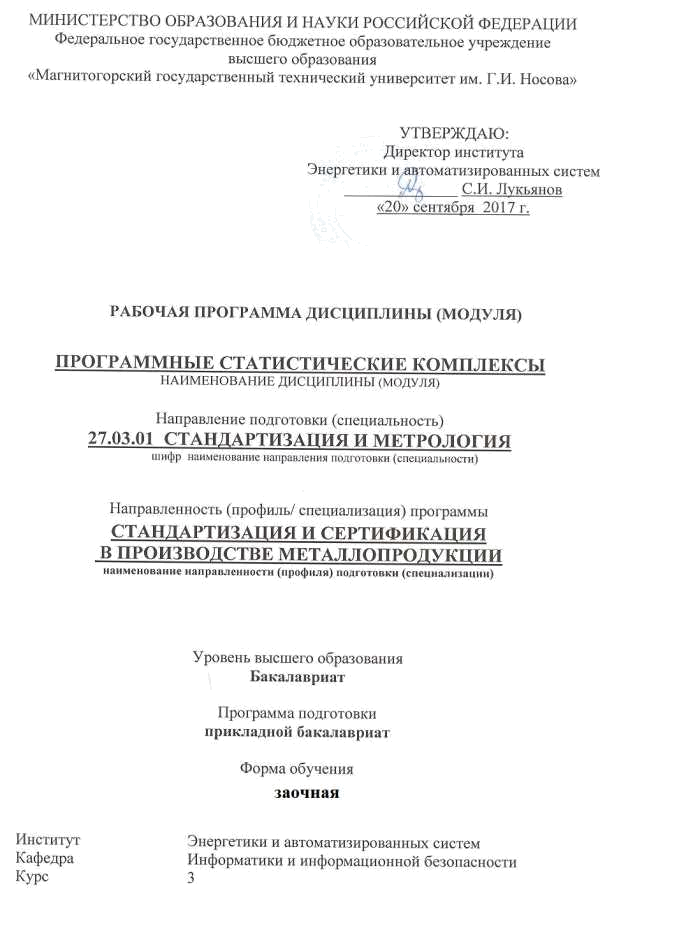 МИНИСТЕРСТВО ОБРАЗОВАНИЯ И НАУКИ РОССИЙСКОЙ ФЕДЕРАЦИИ
Федеральное государственное бюджетное образовательное учреждение
высшего образования
«Магнитогорский государственный технический университет им. Г.И. Носова»
УТВЕРЖДАЮ:
Директор института
Энергетики и автоматизированных систем
С.И. Лукьянов
«20» сентября 2017 г.
РАБОЧАЯ ПРОГРАММА ДИСЦИПЛИНЫ (МОДУЛЯ)
ПРОГРАММНЫЕ СТАТИСТИЧЕСКИЕ КОМПЛЕКСЫ
НАИМЕНОВАНИЕ ДИСЦИПЛИНЫ (МОДУЛЯ)
Направление подготовки (специальность)
27.03.01 СТАНДАРТИЗАЦИЯ И МЕТРОЛОГИЯ
шифр наименование направления подготовки (специальности)
Направленность (профиль/ специализация) программы
СТАНДАРТИЗАЦИЯ И СЕРТИФИКАЦИЯ
В ПРОИЗВОДСТВЕ МЕТАЛЛОПРОДУКЦИИ
наименование направленности (профиля) подготовки (специализации)
Уровень высшего образования
Бакалавриат
Программа подготовки
прикладной бакалавриат
Форма обучения
заочная
Институт Энергетики и автоматизированных систем
Кафедра Информатики и информационной безопасности
Курс 3